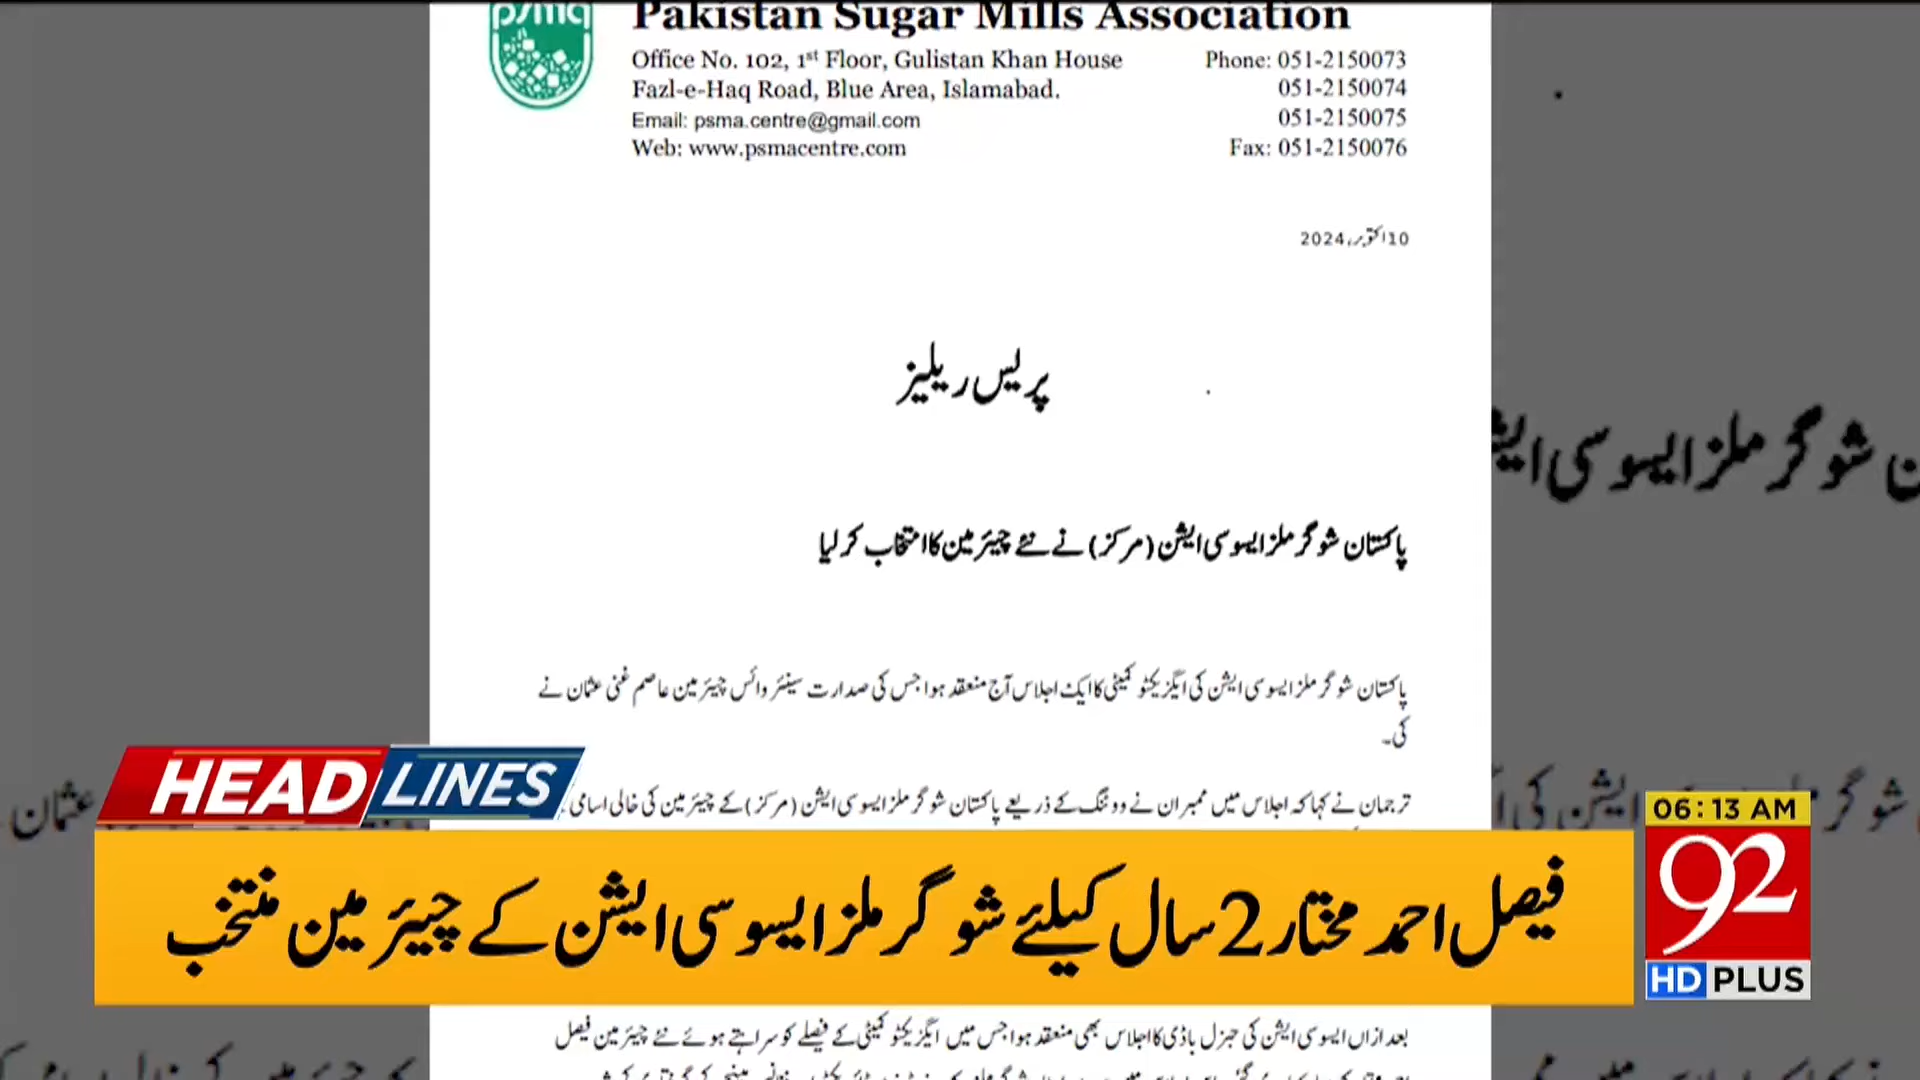 psma
Pakistan Sugar Mills Association
Office No. 102, 1st Floor, Gulistan Khan House
Phone: 051-2150073
Fazl-e-Haq Road, Blue Area, Islamabad.
051-2150074
Email: psma.centre@gmail.com
051-2150075
Web: www.psmacentre.com
Fax: 051-2150076
10 اکتوبر، 2024
پریس ریلیز
پاکستان شوگر ملز ایسوسی ایشن (مرکز) نے نئے چیئرمین کا انتخاب کر لیا
پاکستان شوگر ملز ایسوسی ایشن کی ایگزیکٹو کمیٹی کا ایک اجلاس آج منعقد ہوا جس کی صدارت سینئر وائس چیئرمین عاصم غنی عثمان نے
کی۔
ترجمان نے کہا کہ اجلاس میں ممبران نے ووٹنگ کے ذریعے پاکستان شوگر ملز ایسوسی ایشن (مرکز) کے چیئرمین کی خالی اسامی
HEADLINES
06:13 AM
فیصل احمد مختار 2 سال کیلئے شوگر ملز ایسوسی ایشن کے چیئرمین منتخب
92
HD PLUS
بعد ازاں ایسوسی ایشن کی جنرل باڈی کا اجلاس بھی منعقد ہوا جس میں ایگزیکٹو کمیٹی کے فیصلے کو سراہتے ہوئے نئے چیئرمین فیصل